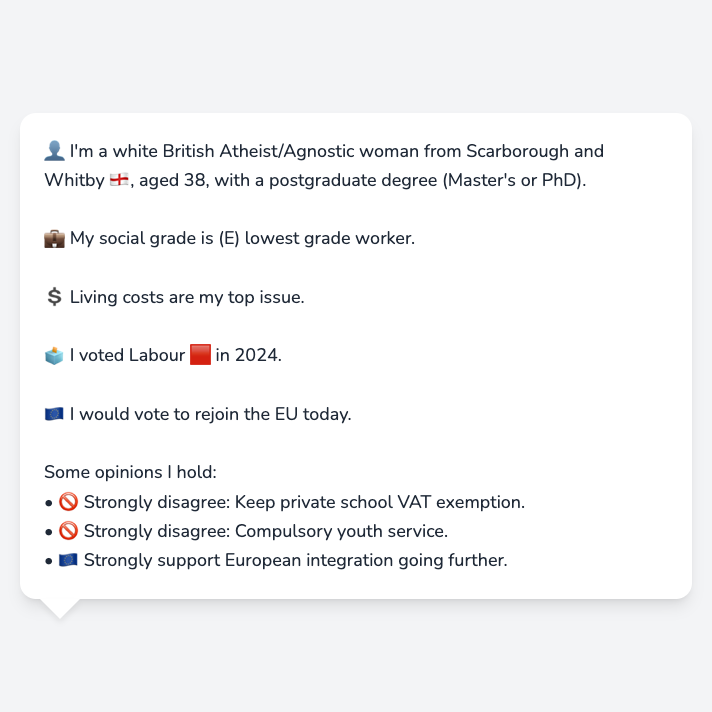 👤 I'm a white British Atheist/Agnostic woman from Scarborough and
Whitby 🏴󠁧󠁢󠁥󠁮󠁧󠁿, aged 38, with a postgraduate degree (Master's or PhD).
💼 My social grade is (E) lowest grade worker.
💲 Living costs are my top issue.
🗳️ I voted Labour 🟥 in 2024.
🇪🇺 I would vote to rejoin the EU today.
Some opinions I hold:
• 🚫 Strongly disagree: Keep private school VAT exemption.
• 🚫 Strongly disagree: Compulsory youth service.
• 🇪🇺 Strongly support European integration going further.